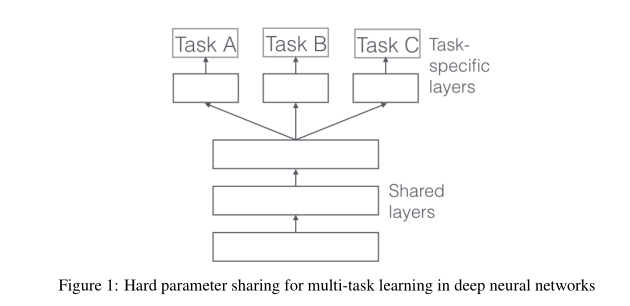 Task A Task B Task C Task-
specific
layers
Shared
layers
Figure 1: Hard parameter sharing for multi-task learning in deep neural networks